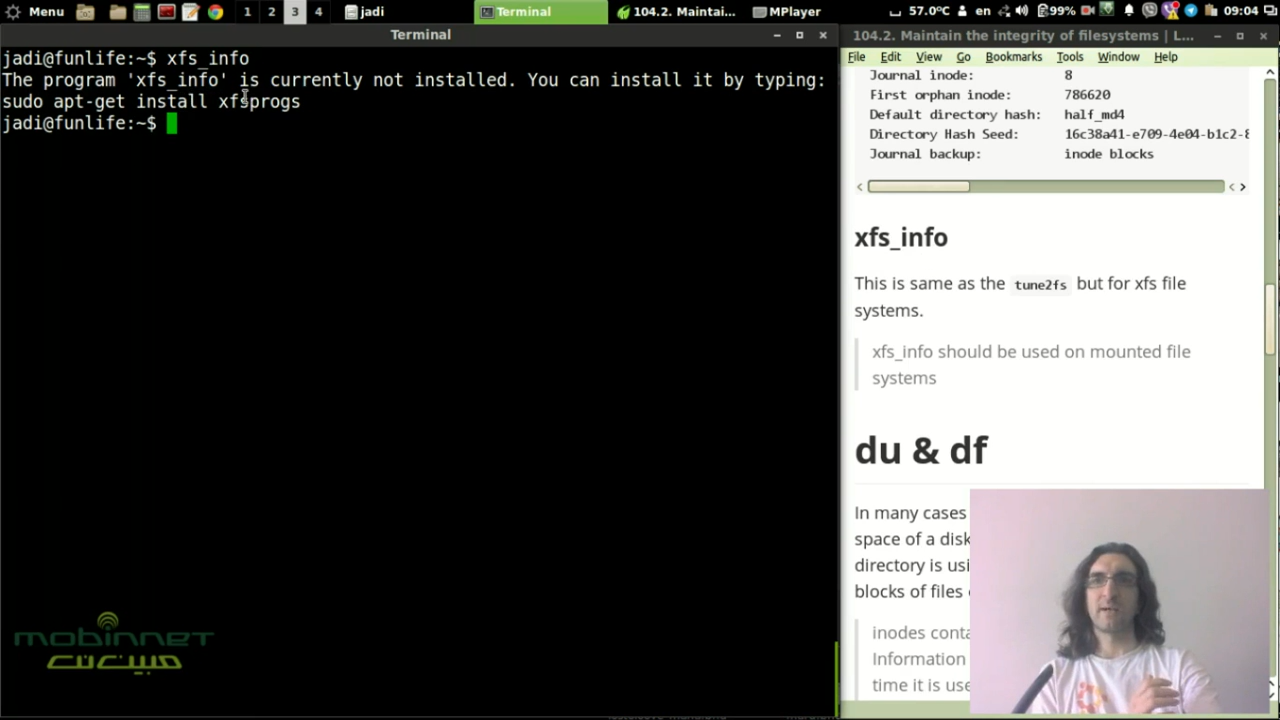 Menu
1 2 3 4
jadi
Terminal
104.2. Maintai...
MPlayer
57.0℃
en
99%
09:04
Terminal
jadi@funlife:~$ xfs_info
The program 'xfs_info' is currently not installed. You can install it by typing:
sudo apt-get install xfsprogs
jadi@funlife:~$
mobinnet
مبین نت
104.2. Maintain the integrity of filesystems | L...
File Edit View Go Bookmarks Tools Window Help
Journal inode: 8
First orphan inode: 786620
Default directory hash: half_md4
Directory Hash Seed: 16c38a41-e709-4e04-b1c2-8
Journal backup: inode blocks
xfs_info
This is same as the tune2fs but for xfs file
systems.
xfs_info should be used on mounted file
systems
du & df
In many cases
space of a disk
directory is usi
blocks of files
inodes conta
Information
time it is use